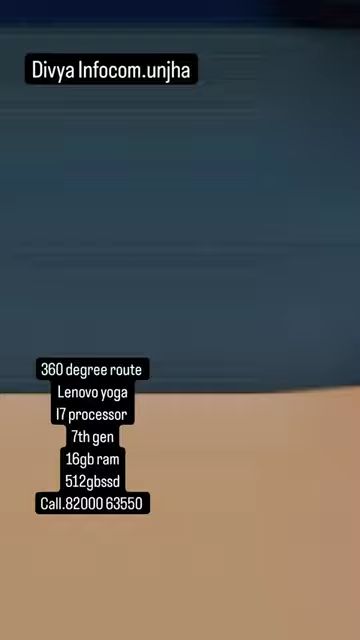 Divya Infocom.unjha
360 degree route
Lenovo yoga
I7 processor
7th gen
16gb ram
512gbssd
Call.82000 63550